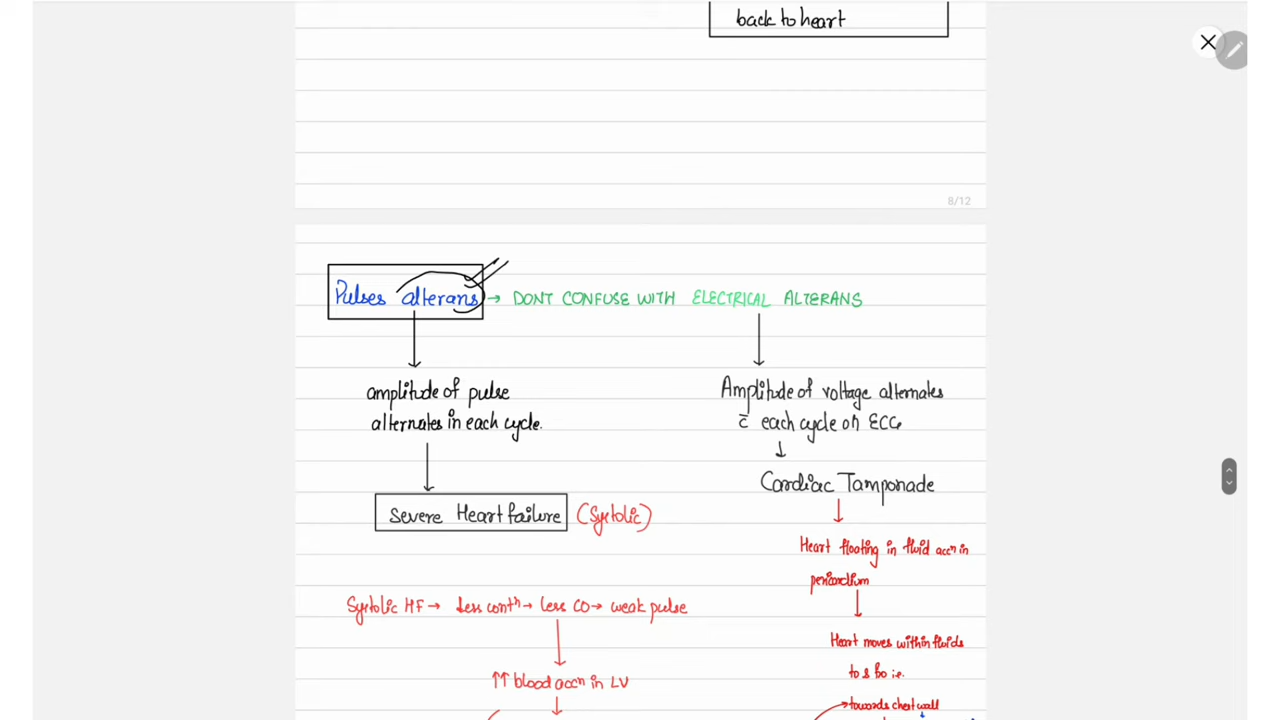 back to heart
8/12
Pulses alterans → DONT CONFUSE WITH ELECTRICAL ALTERANS
amplitude of pulse
alternates in each cycle.
Severe Heart failure (Systolic)
Systolic HF → less contn → less CO → weak pulse
↑↑ blood accn in LV
Amplitude of voltage alternates
c̄ each cycle on ECG
↓
Cardiac Tamponade
Heart floating in fluid accn in
pericardium
Heart moves within fluids
to & fro i.e.
→ towards chest wall